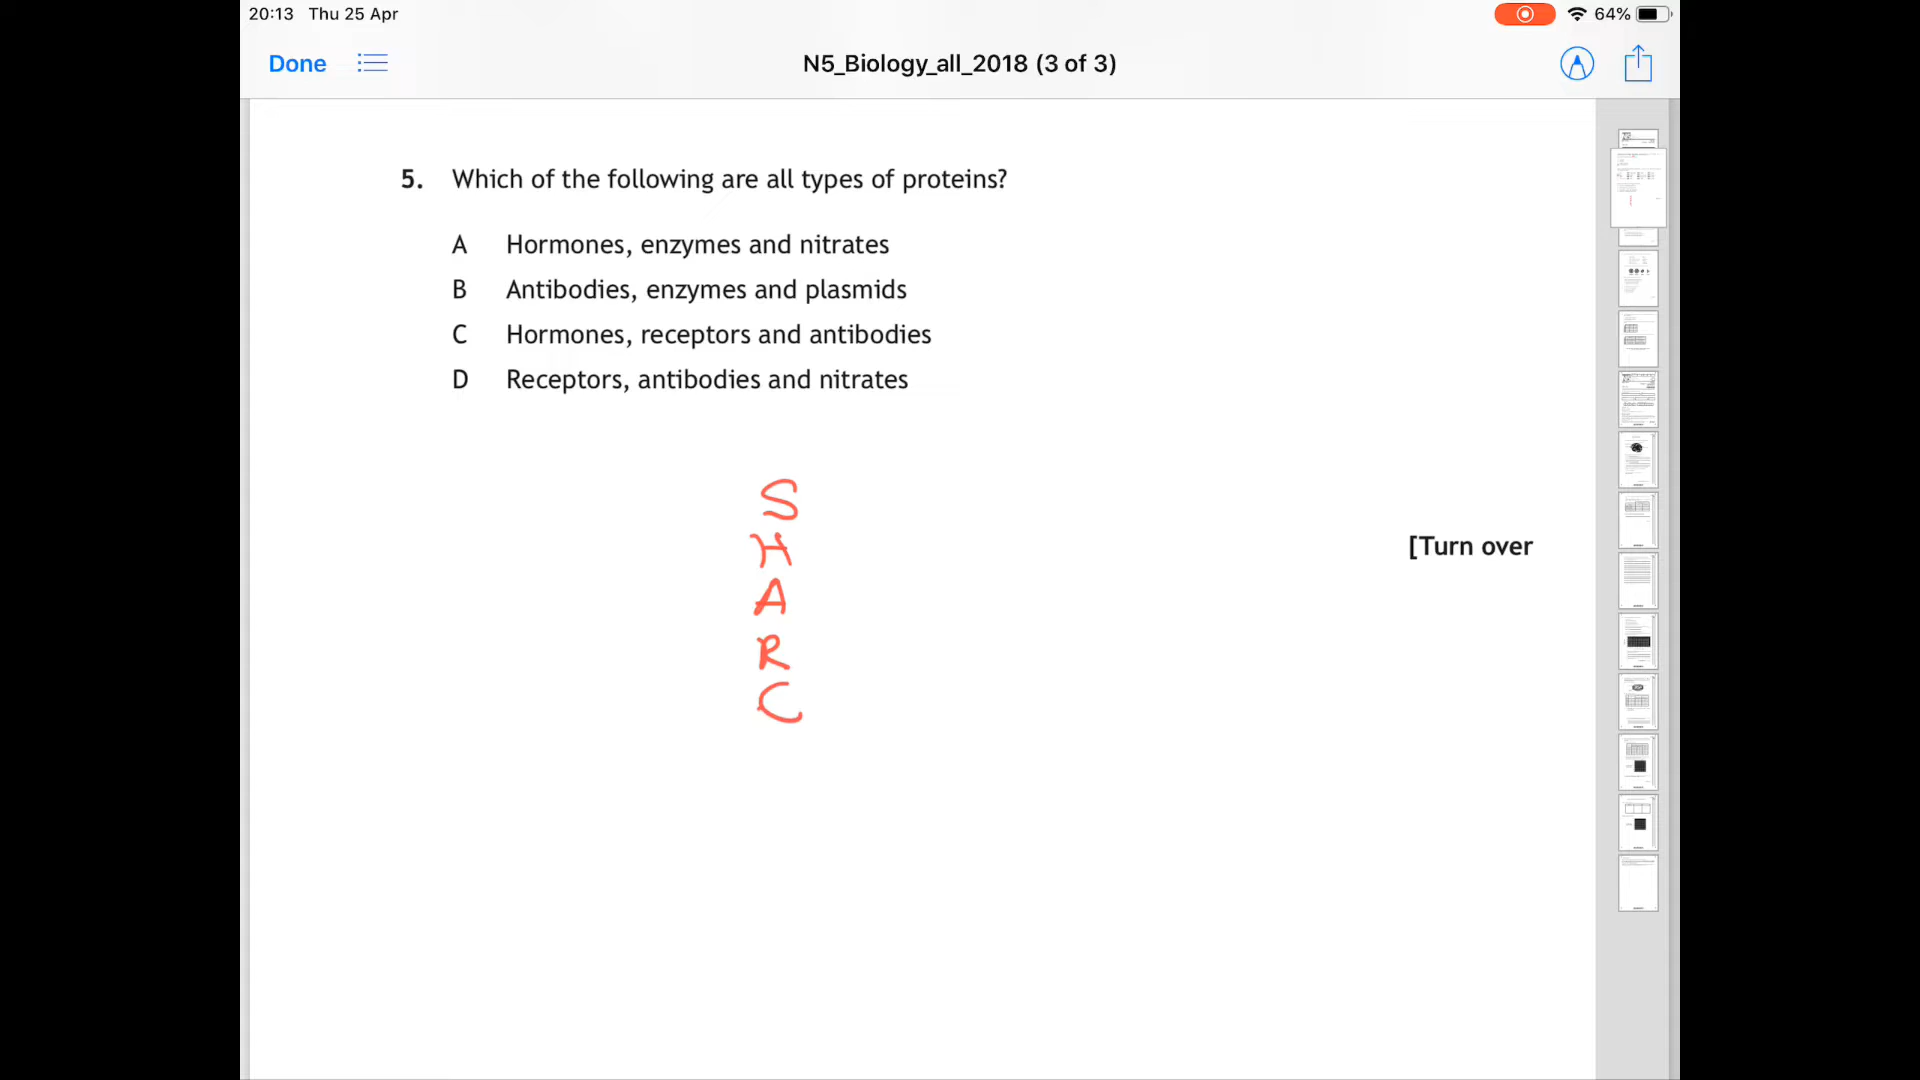 20:13 Thu 25 Apr
64%
Done
N5_Biology_all_2018 (3 of 3)
5. Which of the following are all types of proteins?
A Hormones, enzymes and nitrates
B Antibodies, enzymes and plasmids
C Hormones, receptors and antibodies
D Receptors, antibodies and nitrates
S
H
A
R
C
[Turn over